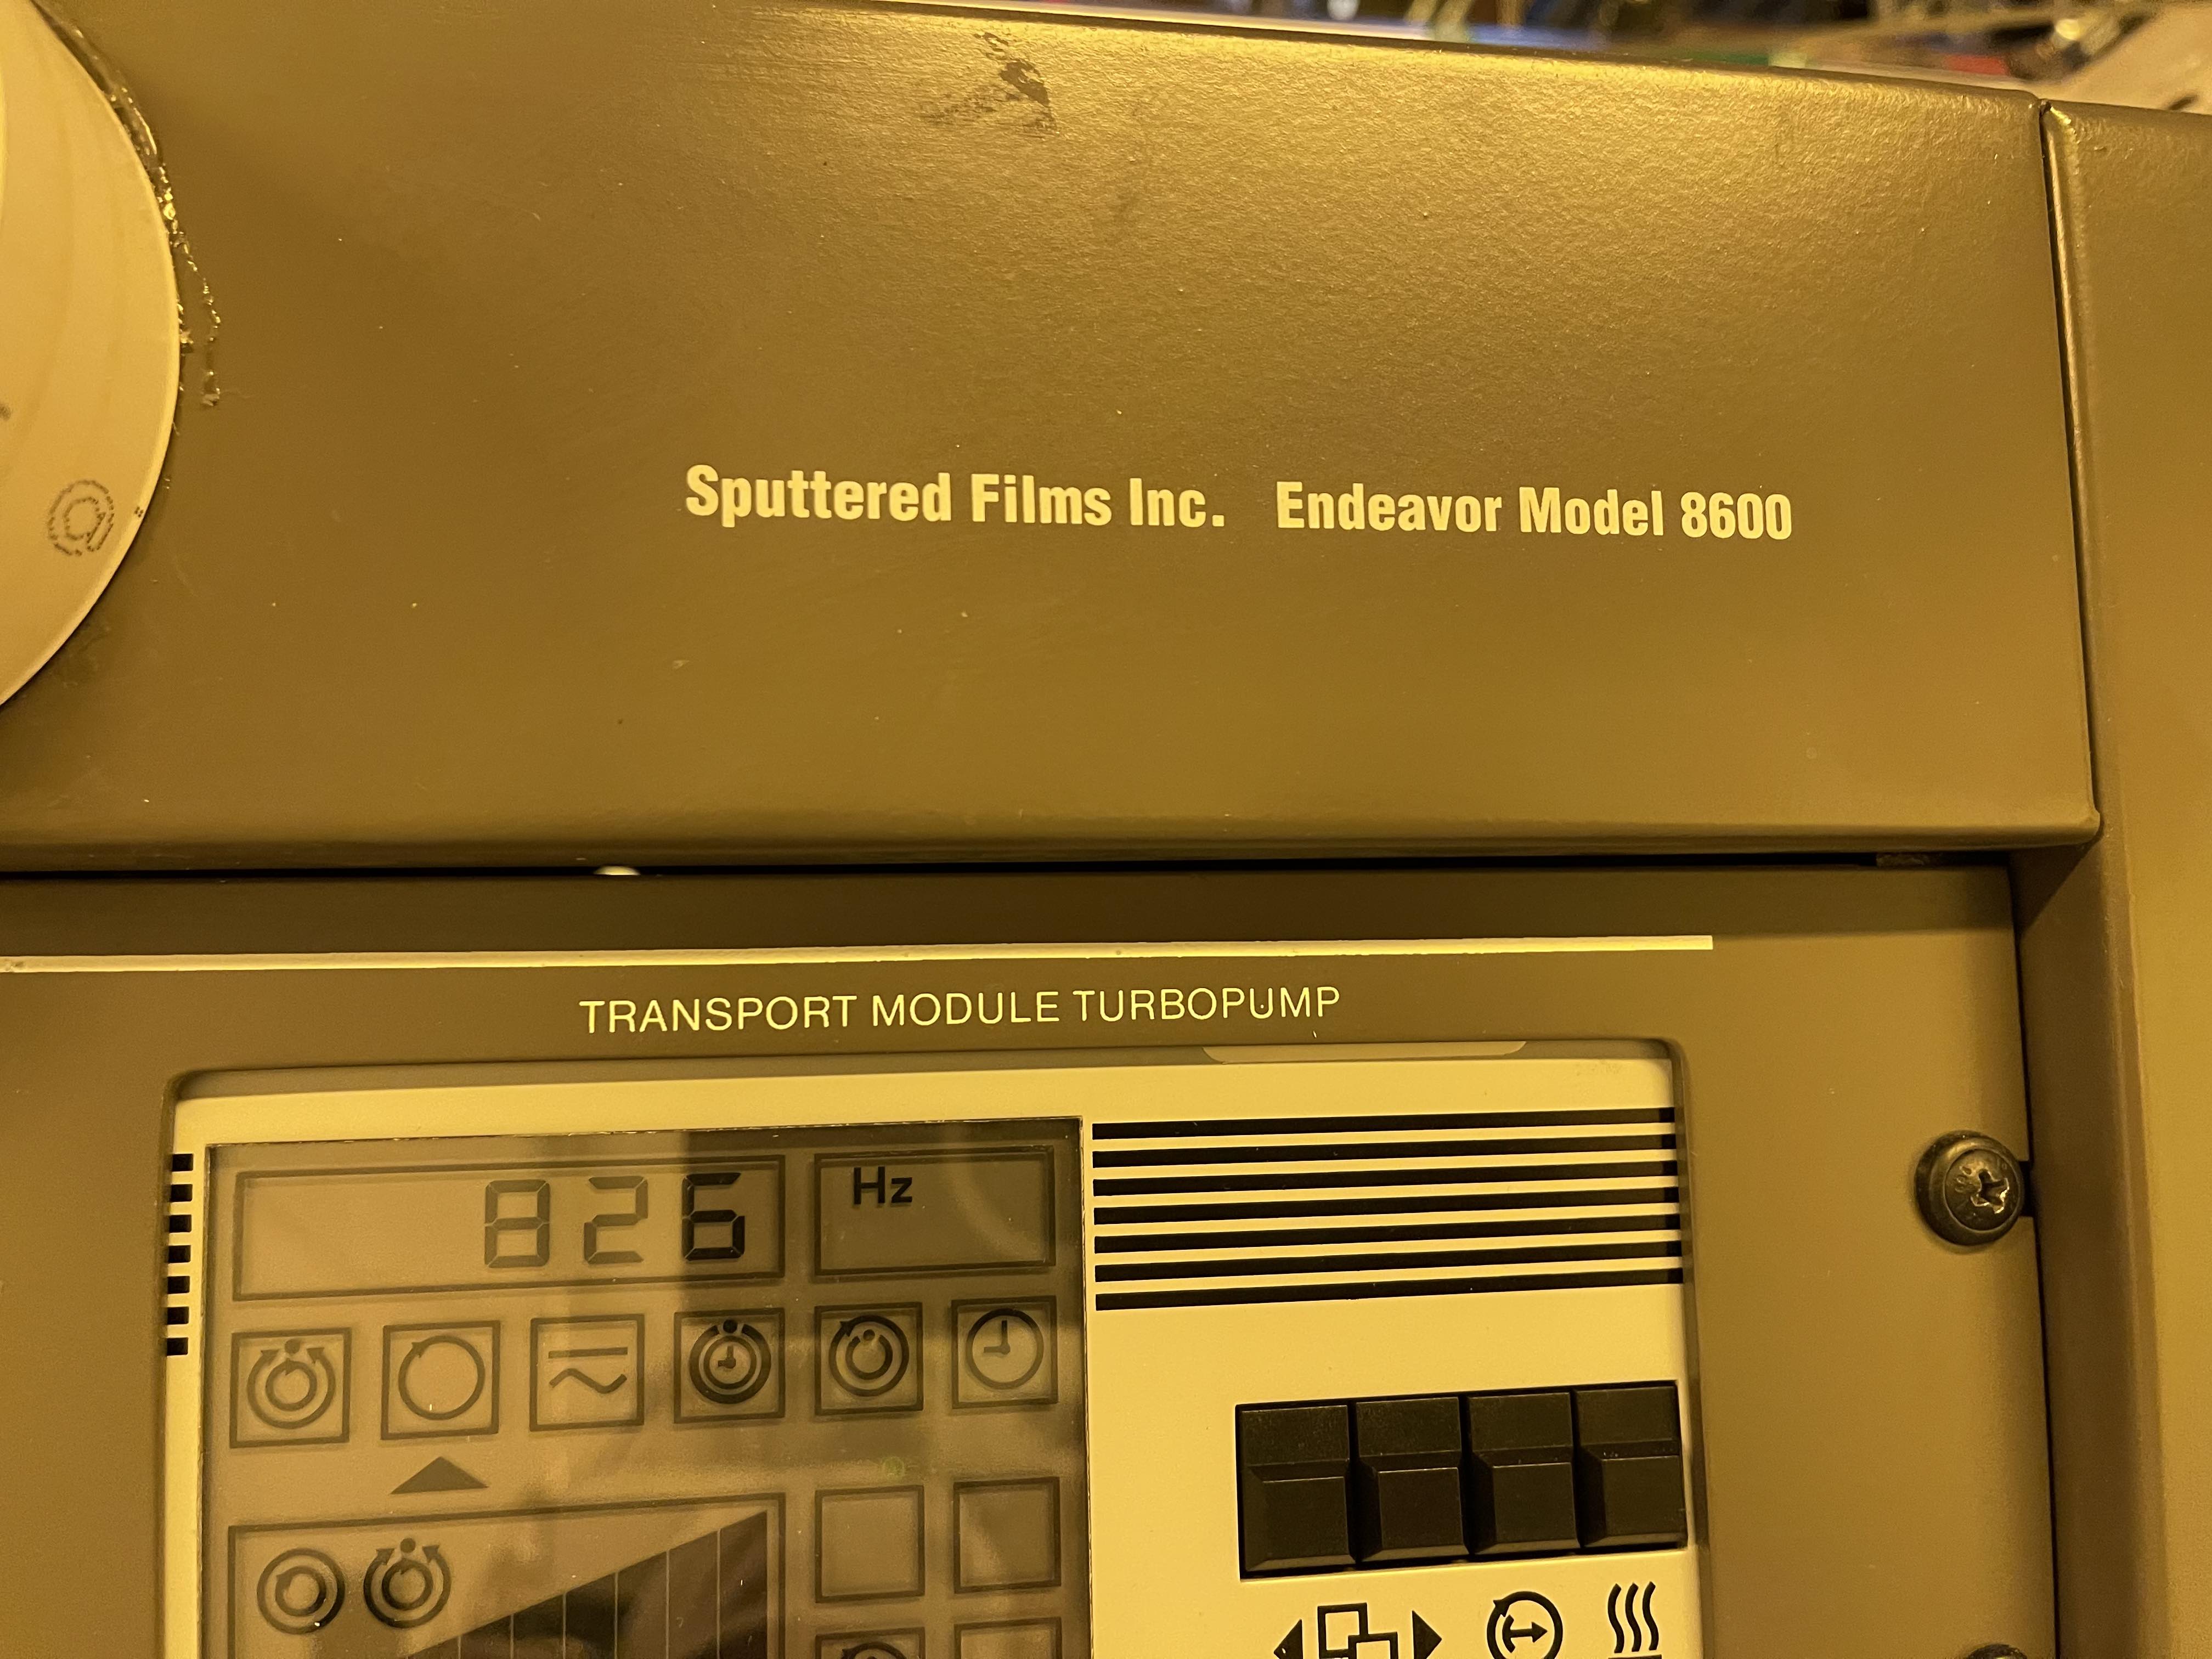 Sputtered Films Inc. Endeavor Model 8600
TRANSPORT MODULE TURBOPUMP
826 Hz
@